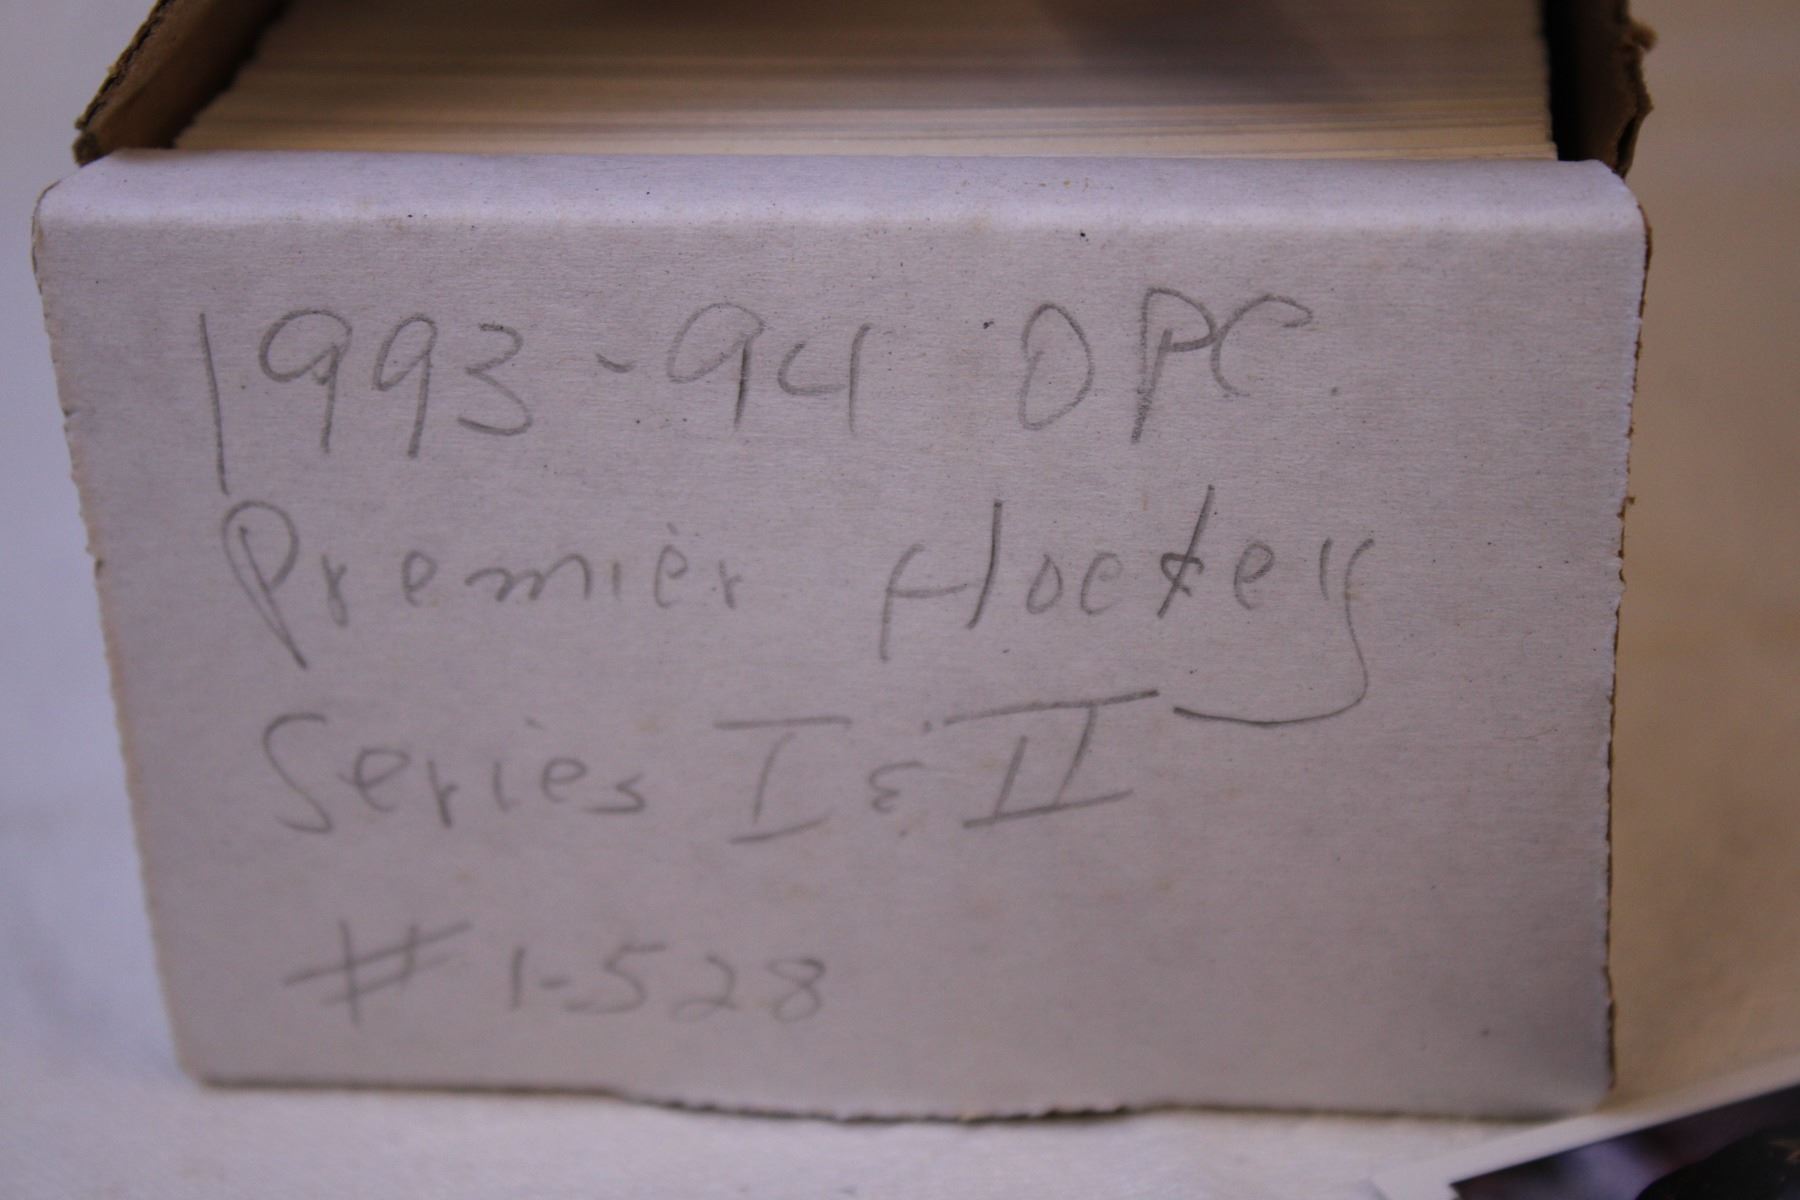 1993-94 OPC
Premier Hockey
Series I & II
# 1-528